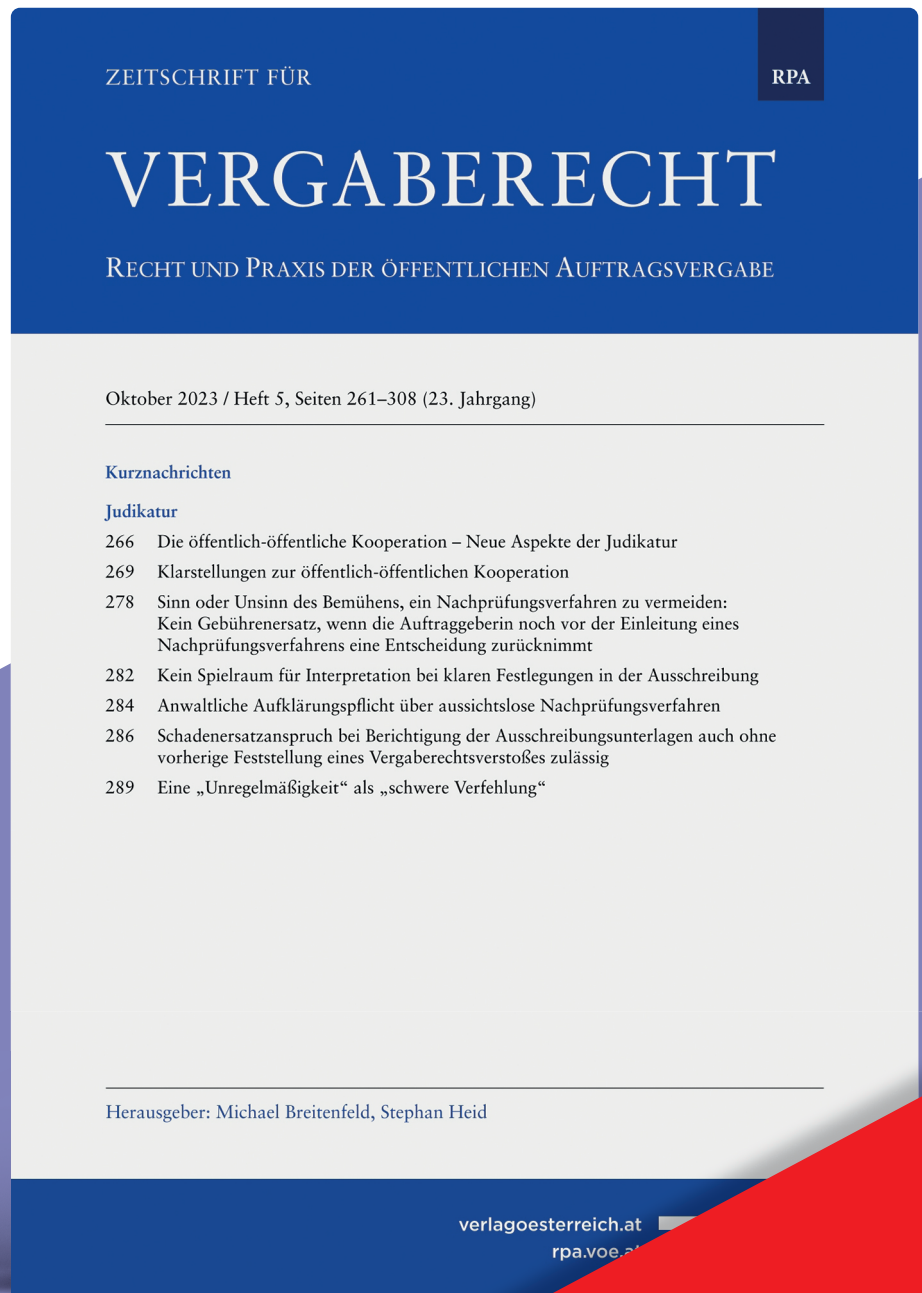 ZEITSCHRIFT FÜR
RPA
VERGABERECHT
RECHT UND PRAXIS DER ÖFFENTLICHEN AUFTRAGSVERGABE
Oktober 2023 / Heft 5, Seiten 261–308 (23. Jahrgang)
Kurznachrichten
Judikatur
266 Die öffentlich-öffentliche Kooperation – Neue Aspekte der Judikatur
269 Klarstellungen zur öffentlich-öffentlichen Kooperation
278 Sinn oder Unsinn des Bemühens, ein Nachprüfungsverfahren zu vermeiden:
Kein Gebührenersatz, wenn die Auftraggeberin noch vor der Einleitung eines
Nachprüfungsverfahrens eine Entscheidung zurücknimmt
282 Kein Spielraum für Interpretation bei klaren Festlegungen in der Ausschreibung
284 Anwaltliche Aufklärungspflicht über aussichtslose Nachprüfungsverfahren
286 Schadenersatzanspruch bei Berichtigung der Ausschreibungsunterlagen auch ohne
vorherige Feststellung eines Vergaberechtsverstoßes zulässig
289 Eine „Unregelmäßigkeit“ als „schwere Verfehlung“
Herausgeber: Michael Breitenfeld, Stephan Heid
verlagoesterreich.at